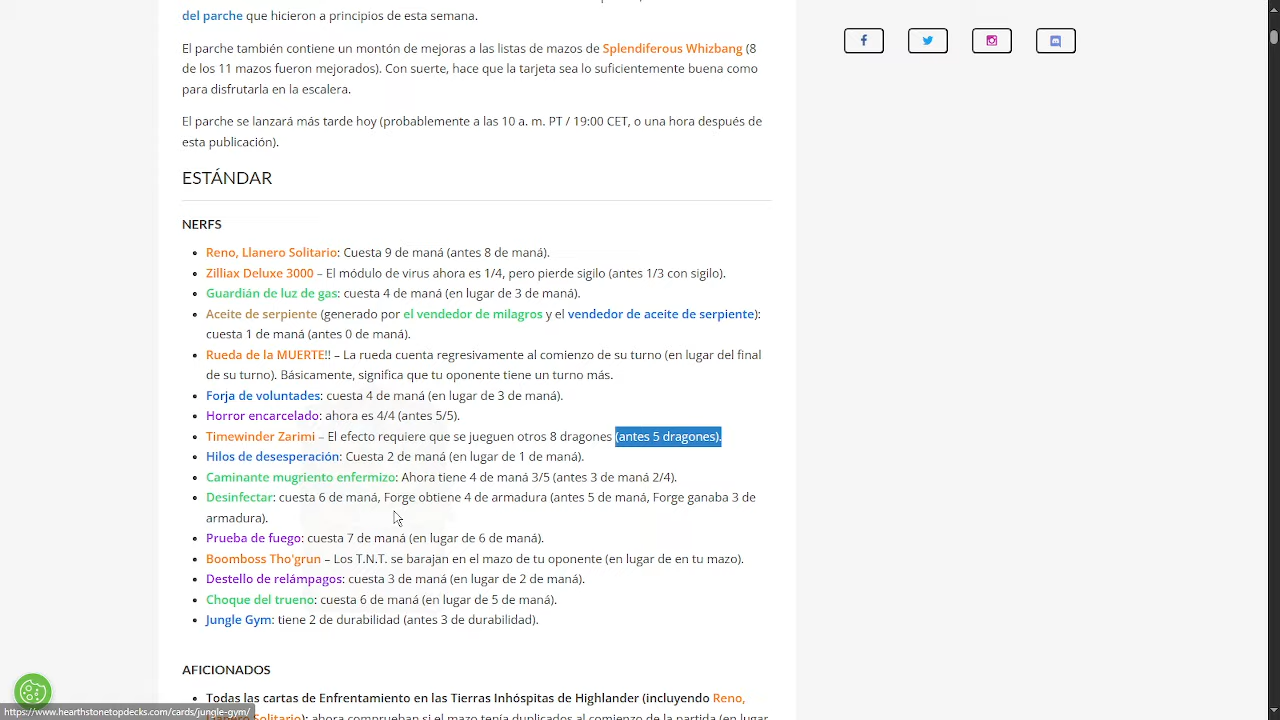 del parche que hicieron a principios de esta semana.
El parche también contiene un montón de mejoras a las listas de mazos de Splendiferous Whizbang (8
de los 11 mazos fueron mejorados). Con suerte, hace que la tarjeta sea lo suficientemente buena como
para disfrutarla en la escalera.
El parche se lanzará más tarde hoy (probablemente a las 10 a. m. PT / 19:00 CET, o una hora después de
esta publicación).
ESTÁNDAR
NERFS
Reno, Llanero Solitario: Cuesta 9 de maná (antes 8 de maná).
Zilliax Deluxe 3000 – El módulo de virus ahora es 1/4, pero pierde sigilo (antes 1/3 con sigilo).
Guardián de luz de gas: cuesta 4 de maná (en lugar de 3 de maná).
Aceite de serpiente (generado por el vendedor de milagros y el vendedor de aceite de serpiente):
cuesta 1 de maná (antes 0 de maná).
Rueda de la MUERTE!! – La rueda cuenta regresivamente al comienzo de su turno (en lugar del final
de su turno). Básicamente, significa que tu oponente tiene un turno más.
Forja de voluntades: cuesta 4 de maná (en lugar de 3 de maná).
Horror encarcelado: ahora es 4/4 (antes 5/5).
Timewinder Zarimi – El efecto requiere que se jueguen otros 8 dragones (antes 5 dragones).
Hilos de desesperación: Cuesta 2 de maná (en lugar de 1 de maná).
Caminante mugriento enfermizo: Ahora tiene 4 de maná 3/5 (antes 3 de maná 2/4).
Desinfectar: cuesta 6 de maná, Forge obtiene 4 de armadura (antes 5 de maná, Forge ganaba 3 de
armadura).
Prueba de fuego: cuesta 7 de maná (en lugar de 6 de maná).
Boomboss Tho'grun – Los T.N.T. se barajan en el mazo de tu oponente (en lugar de en tu mazo).
Destello de relámpagos: cuesta 3 de maná (en lugar de 2 de maná).
Choque del trueno: cuesta 6 de maná (en lugar de 5 de maná).
Jungle Gym: tiene 2 de durabilidad (antes 3 de durabilidad).
AFICIONADOS
Todas las cartas de Enfrentamiento en las Tierras Inhóspitas de Highlander (incluyendo Reno,
Llanero Solitario): ahora comprueban si el mazo tenía duplicados al comienzo de la partida (en lugar
https://www.hearthstonetopdecks.com/cards/jungle-gym/